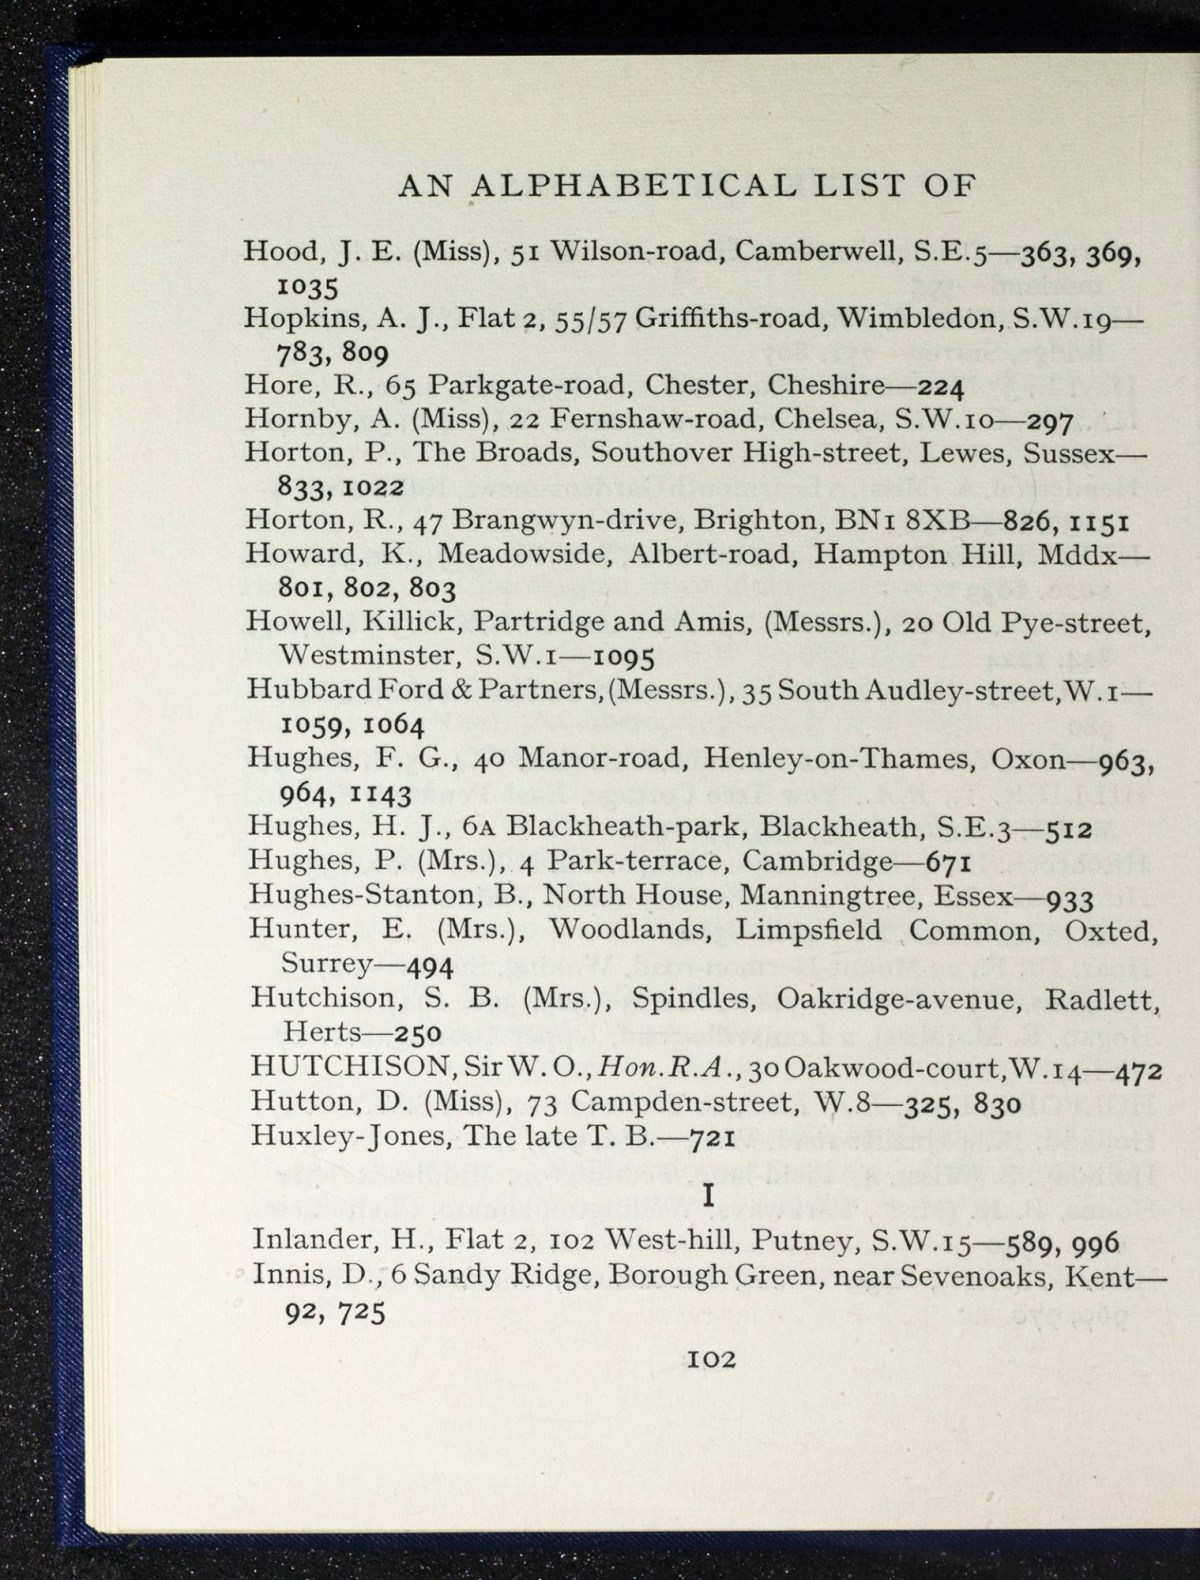 AN ALPHABETICAL LIST OF
Hood, J. E. (Miss), 51 Wilson-road, Camberwell, S.E.5—363, 369,
1035
Hopkins, A. J., Flat 2, 55/57 Griffiths-road, Wimbledon, S.W.19—
783, 809
Hore, R., 65 Parkgate-road, Chester, Cheshire—224
Hornby, A. (Miss), 22 Fernshaw-road, Chelsea, S.W.10—297
Horton, P., The Broads, Southover High-street, Lewes, Sussex—
833, 1022
Horton, R., 47 Brangwyn-drive, Brighton, BN1 8XB—826, 1151
Howard, K., Meadowside, Albert-road, Hampton Hill, Mddx—
801, 802, 803
Howell, Killick, Partridge and Amis, (Messrs.), 20 Old Pye-street,
Westminster, S.W.1—1095
Hubbard Ford & Partners, (Messrs.), 35 South Audley-street, W.1—
1059, 1064
Hughes, F. G., 40 Manor-road, Henley-on-Thames, Oxon—963,
964, 1143
Hughes, H. J., 6A Blackheath-park, Blackheath, S.E.3—512
Hughes, P. (Mrs.), 4 Park-terrace, Cambridge—671
Hughes-Stanton, B., North House, Manningtree, Essex—933
Hunter, E. (Mrs.), Woodlands, Limpsfield Common, Oxted,
Surrey—494
Hutchison, S. B. (Mrs.), Spindles, Oakridge-avenue, Radlett,
Herts—250
HUTCHISON, Sir W. O., Hon. R.A., 30 Oakwood-court, W.14—472
Hutton, D. (Miss), 73 Campden-street, W.8—325, 830
Huxley-Jones, The late T. B.—721
I
Inlander, H., Flat 2, 102 West-hill, Putney, S.W.15—589, 996
Innis, D., 6 Sandy Ridge, Borough Green, near Sevenoaks, Kent—
92, 725
102